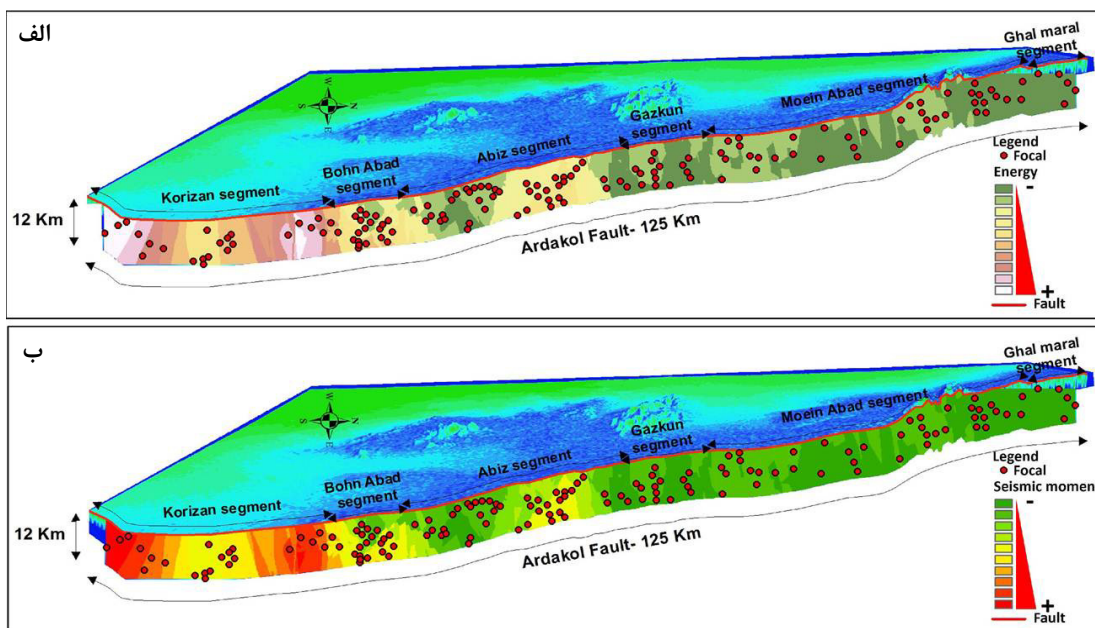 الف
Ghal maral
segment
Moein Abad segment
Gazkun
segment
Abiz segment
Bohn Abad
segment
Korizan segment
W
N
S
E
12 Km
Ardakol Fault- 125 Km
Legend
Focal
Energy
-
+
Fault
ب
Ghal maral
segment
Moein Abad segment
Gazkun
segment
Abiz segment
Bohn Abad
segment
Korizan segment
W
N
S
E
12 Km
Ardakol Fault- 125 Km
Legend
Focal
Seismic momen
-
+
Fault